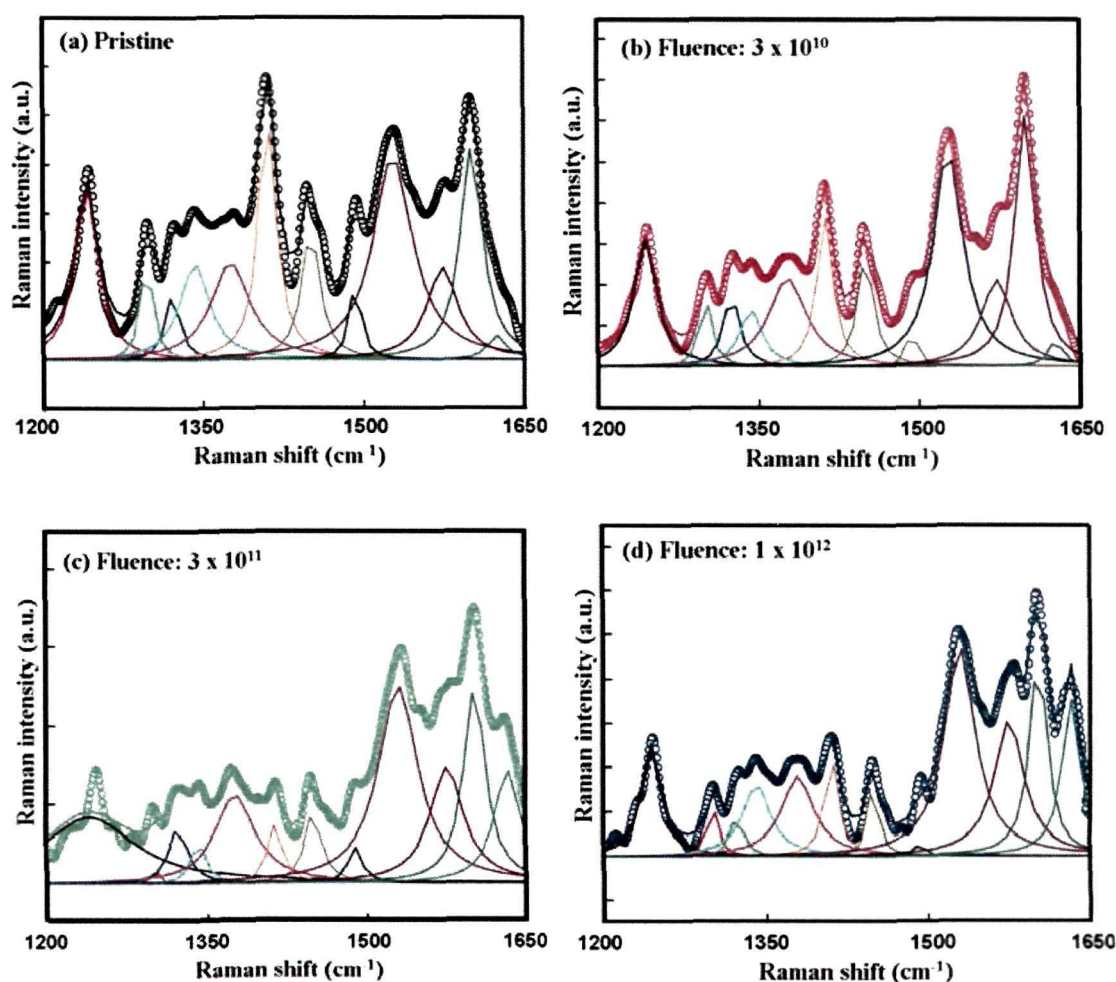 (a) Pristine
Raman intensity (a.u.)
1200 1350 1500 1650
Raman shift (cm⁻¹)
(b) Fluence: 3 x 10¹⁰
Raman intensity (a.u.)
1200 1350 1500 1650
Raman shift (cm⁻¹)
(c) Fluence: 3 x 10¹¹
Raman intensity (a.u.)
1200 1350 1500 1650
Raman shift (cm⁻¹)
(d) Fluence: 1 x 10¹²
Raman intensity (a.u.)
1200 1350 1500 1650
Raman shift (cm⁻¹)